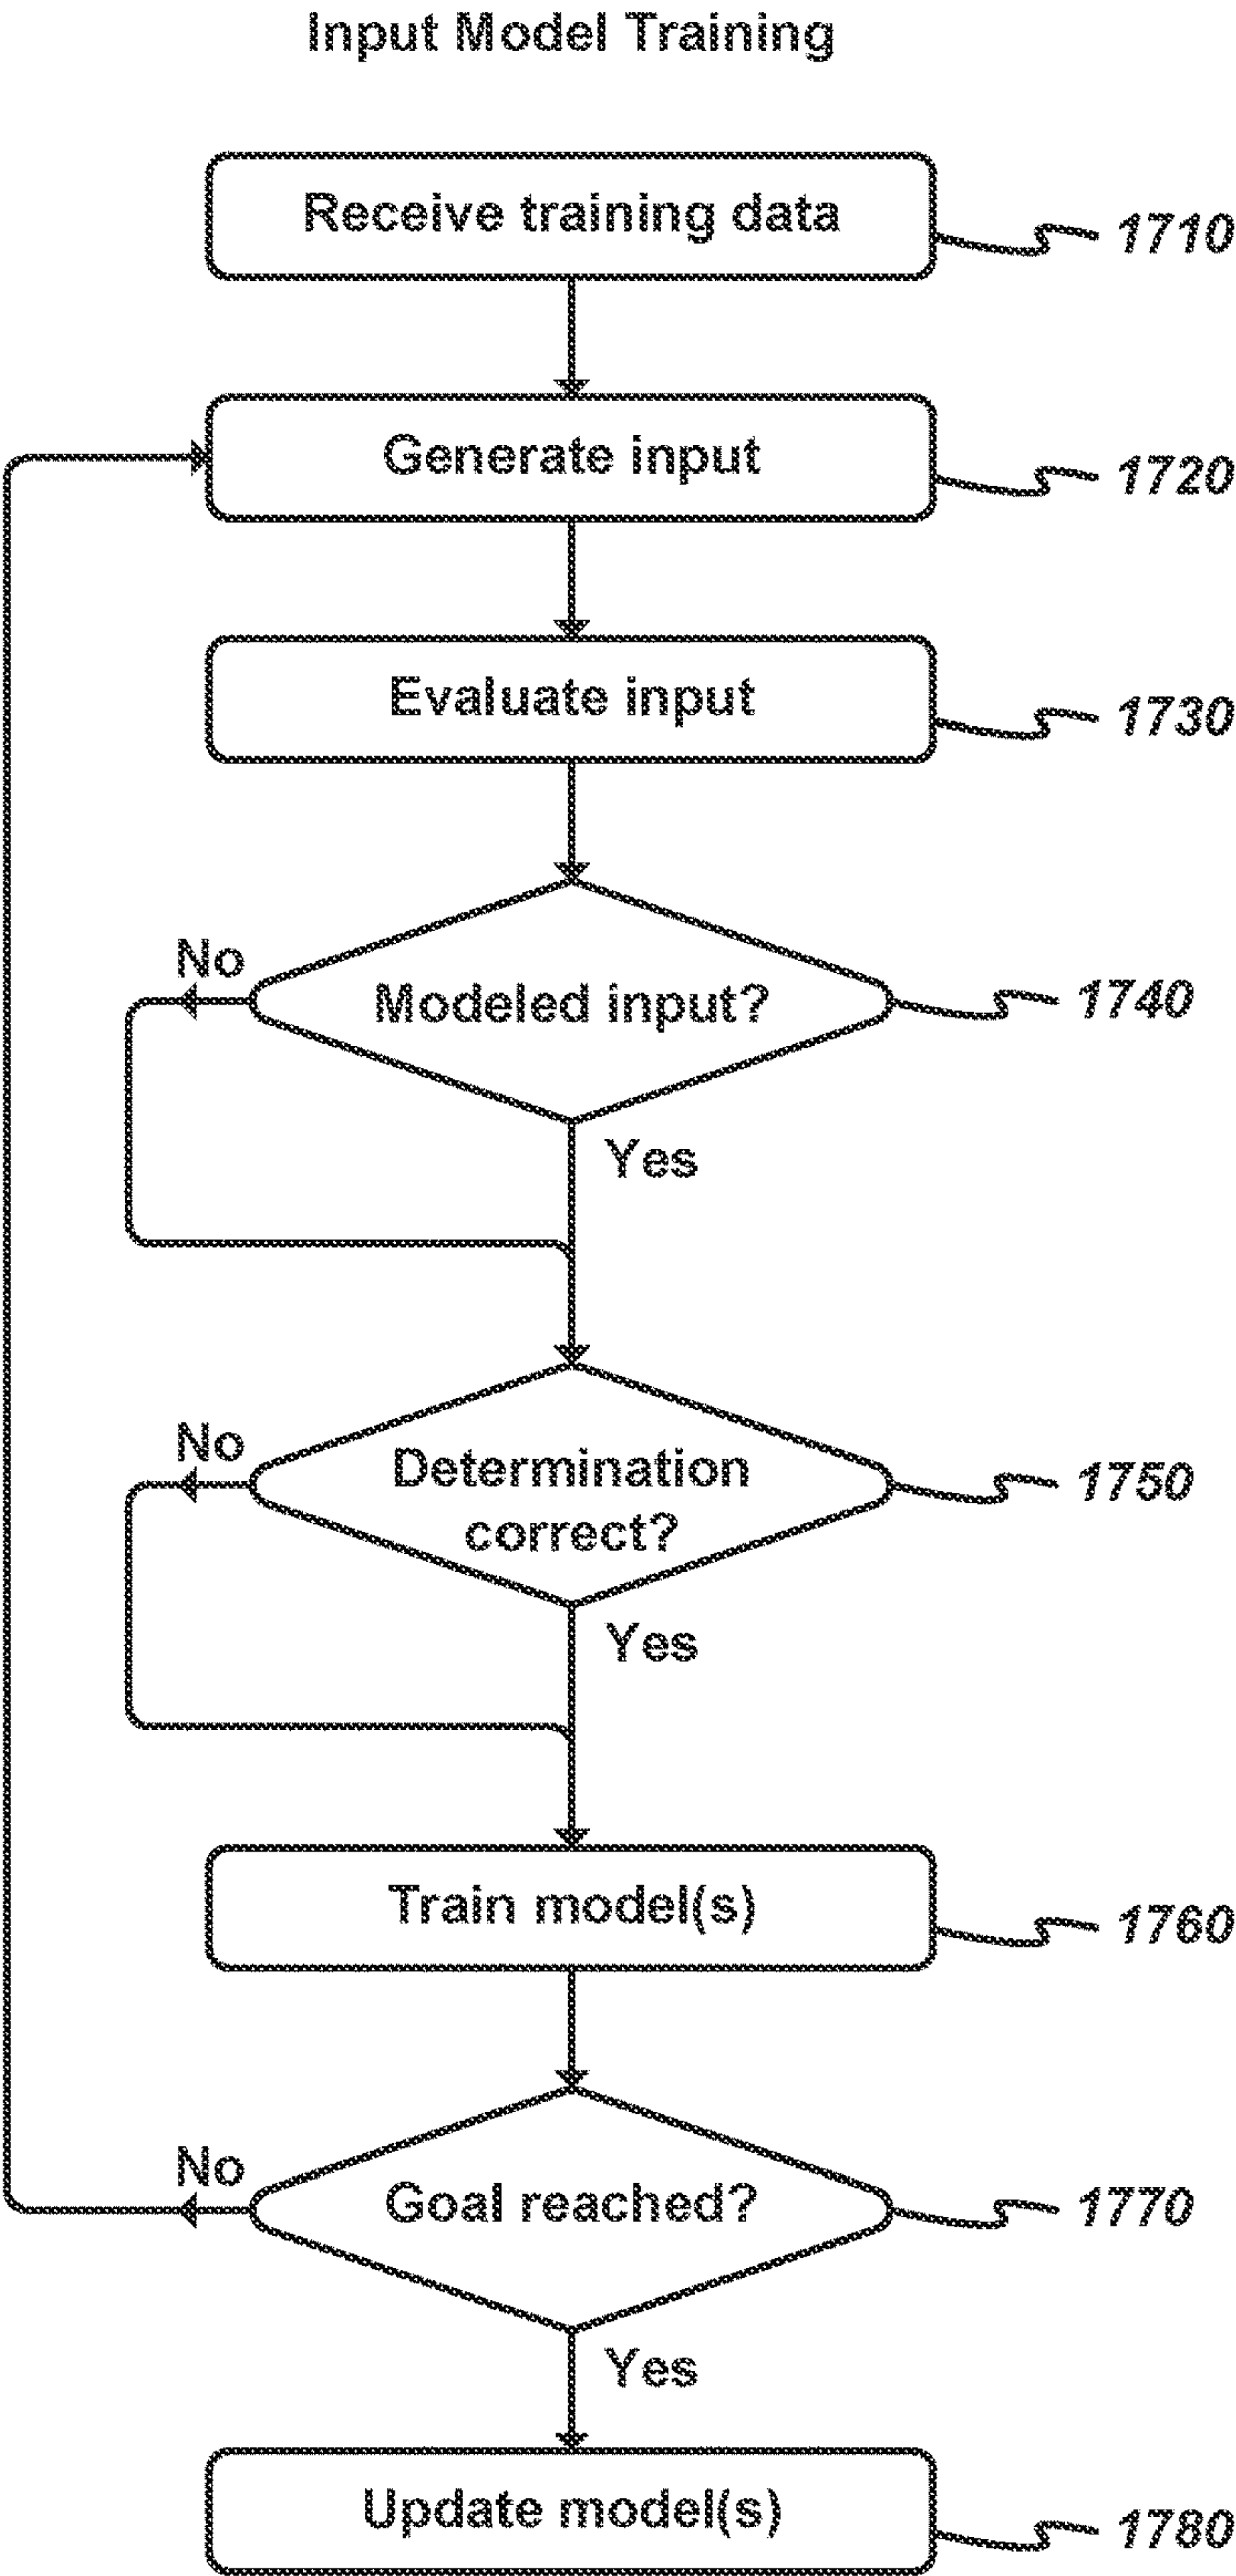 Input Model Training
Receive training data
1710
Generate input
1720
Evaluate input
1730
No
Modeled input?
1740
Yes
No
Determination
correct?
1750
Yes
Train model(s)
1760
No
Goal reached?
1770
Yes
Update model(s)
1780